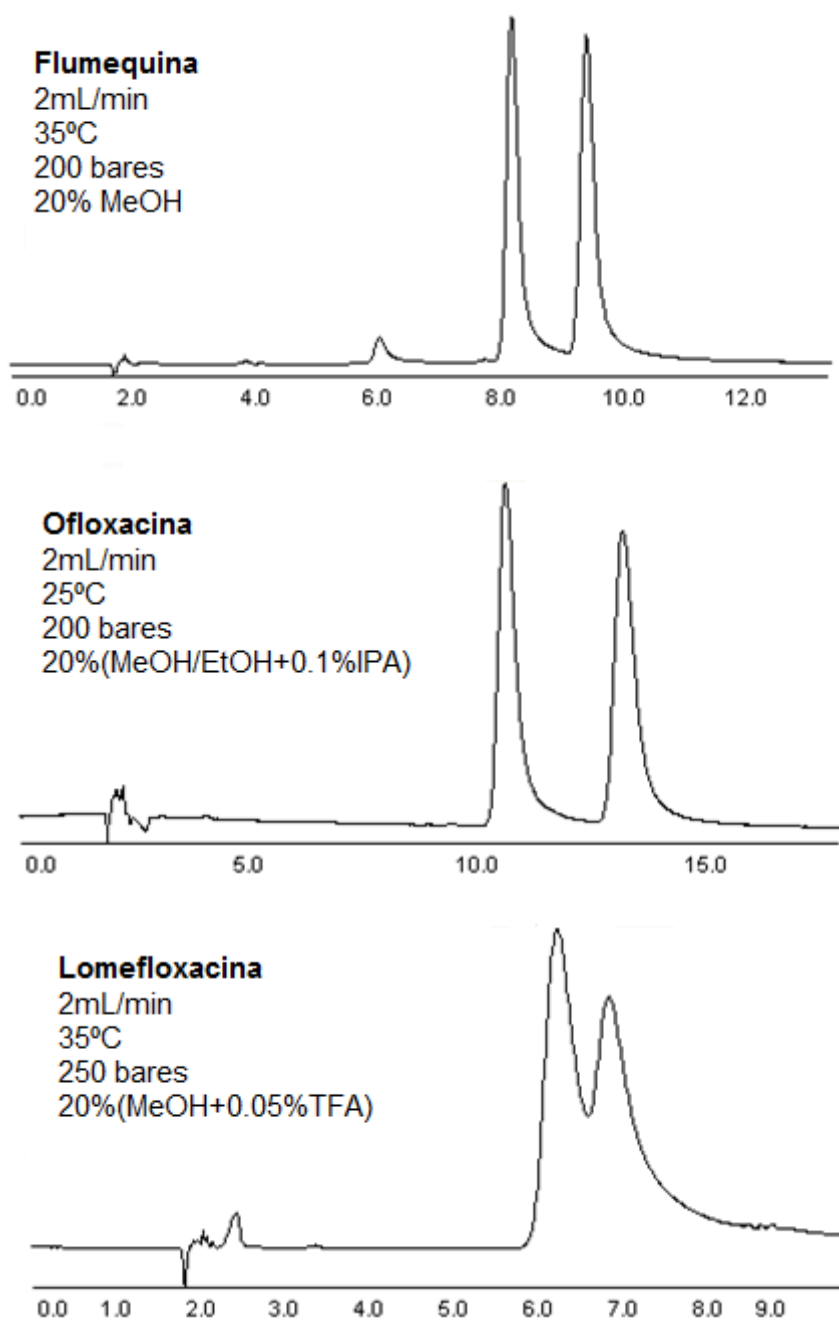 Flumequina
2mL/min
35ºC
200 bares
20% MeOH
0.0 2.0 4.0 6.0 8.0 10.0 12.0
Ofloxacina
2mL/min
25ºC
200 bares
20%(MeOH/EtOH+0.1%IPA)
0.0 5.0 10.0 15.0
Lomefloxacina
2mL/min
35ºC
250 bares
20%(MeOH+0.05%TFA)
0.0 1.0 2.0 3.0 4.0 5.0 6.0 7.0 8.0 9.0